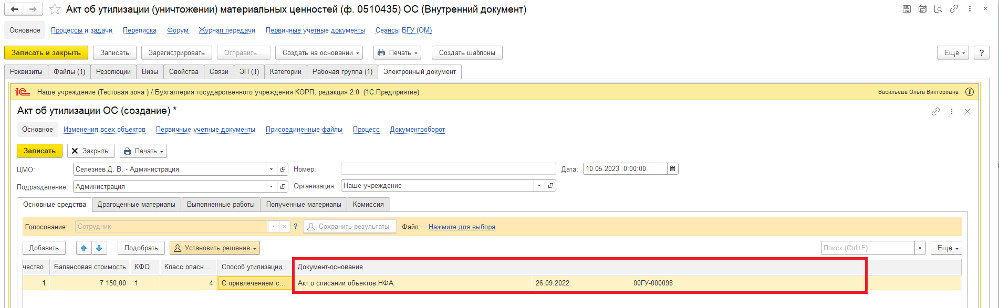 Акт об утилизации (уничтожении) материальных ценностей (ф. 0510435) ОС (Внутренний документ)
Основное Процессы и задачи Переписка Форум Журнал передачи Первичные учетные документы Сеансы БГУ (ОМ)
Записать и закрыть Записать Зарегистрировать Отправить... Создать на основании Печать Создать шаблоны Еще ?
Реквизиты Файлы (1) Резолюции Визы Свойства Связи ЭП (1) Категории Рабочая группа (1) Электронный документ
1С Наше учреждение (Тестовая зона ) / Бухгалтерия государственного учреждения КОРП, редакция 2.0 (1С:Предприятие) Васильева Ольга Викторовна
Акт об утилизации ОС (создание) *
Основное Изменения всех объектов Первичные учетные документы Присоединенные файлы Процесс Документооборот
Записать Закрыть Печать
ЦМО: Селезнев Д. В. - Администрация Номер: Дата: 10.05.2023 0:00:00
Подразделение: Администрация Организация: Наше учреждение
Основные средства Драгоценные материалы Выполненные работы Полученные материалы Комиссия
Голосование: Сотрудник ? Сохранить результаты Файл: Нажмите для выбора
Добавить Подобрать Установить решение Поиск (Ctrl+F) × Еще
чество Балансовая стоимость КФО Класс опасн... Способ утилизации Документ-основание
1 7 150,00 1 4 С привлечением с... Акт о списании объектов НФА 26.09.2022 00ГУ-000098